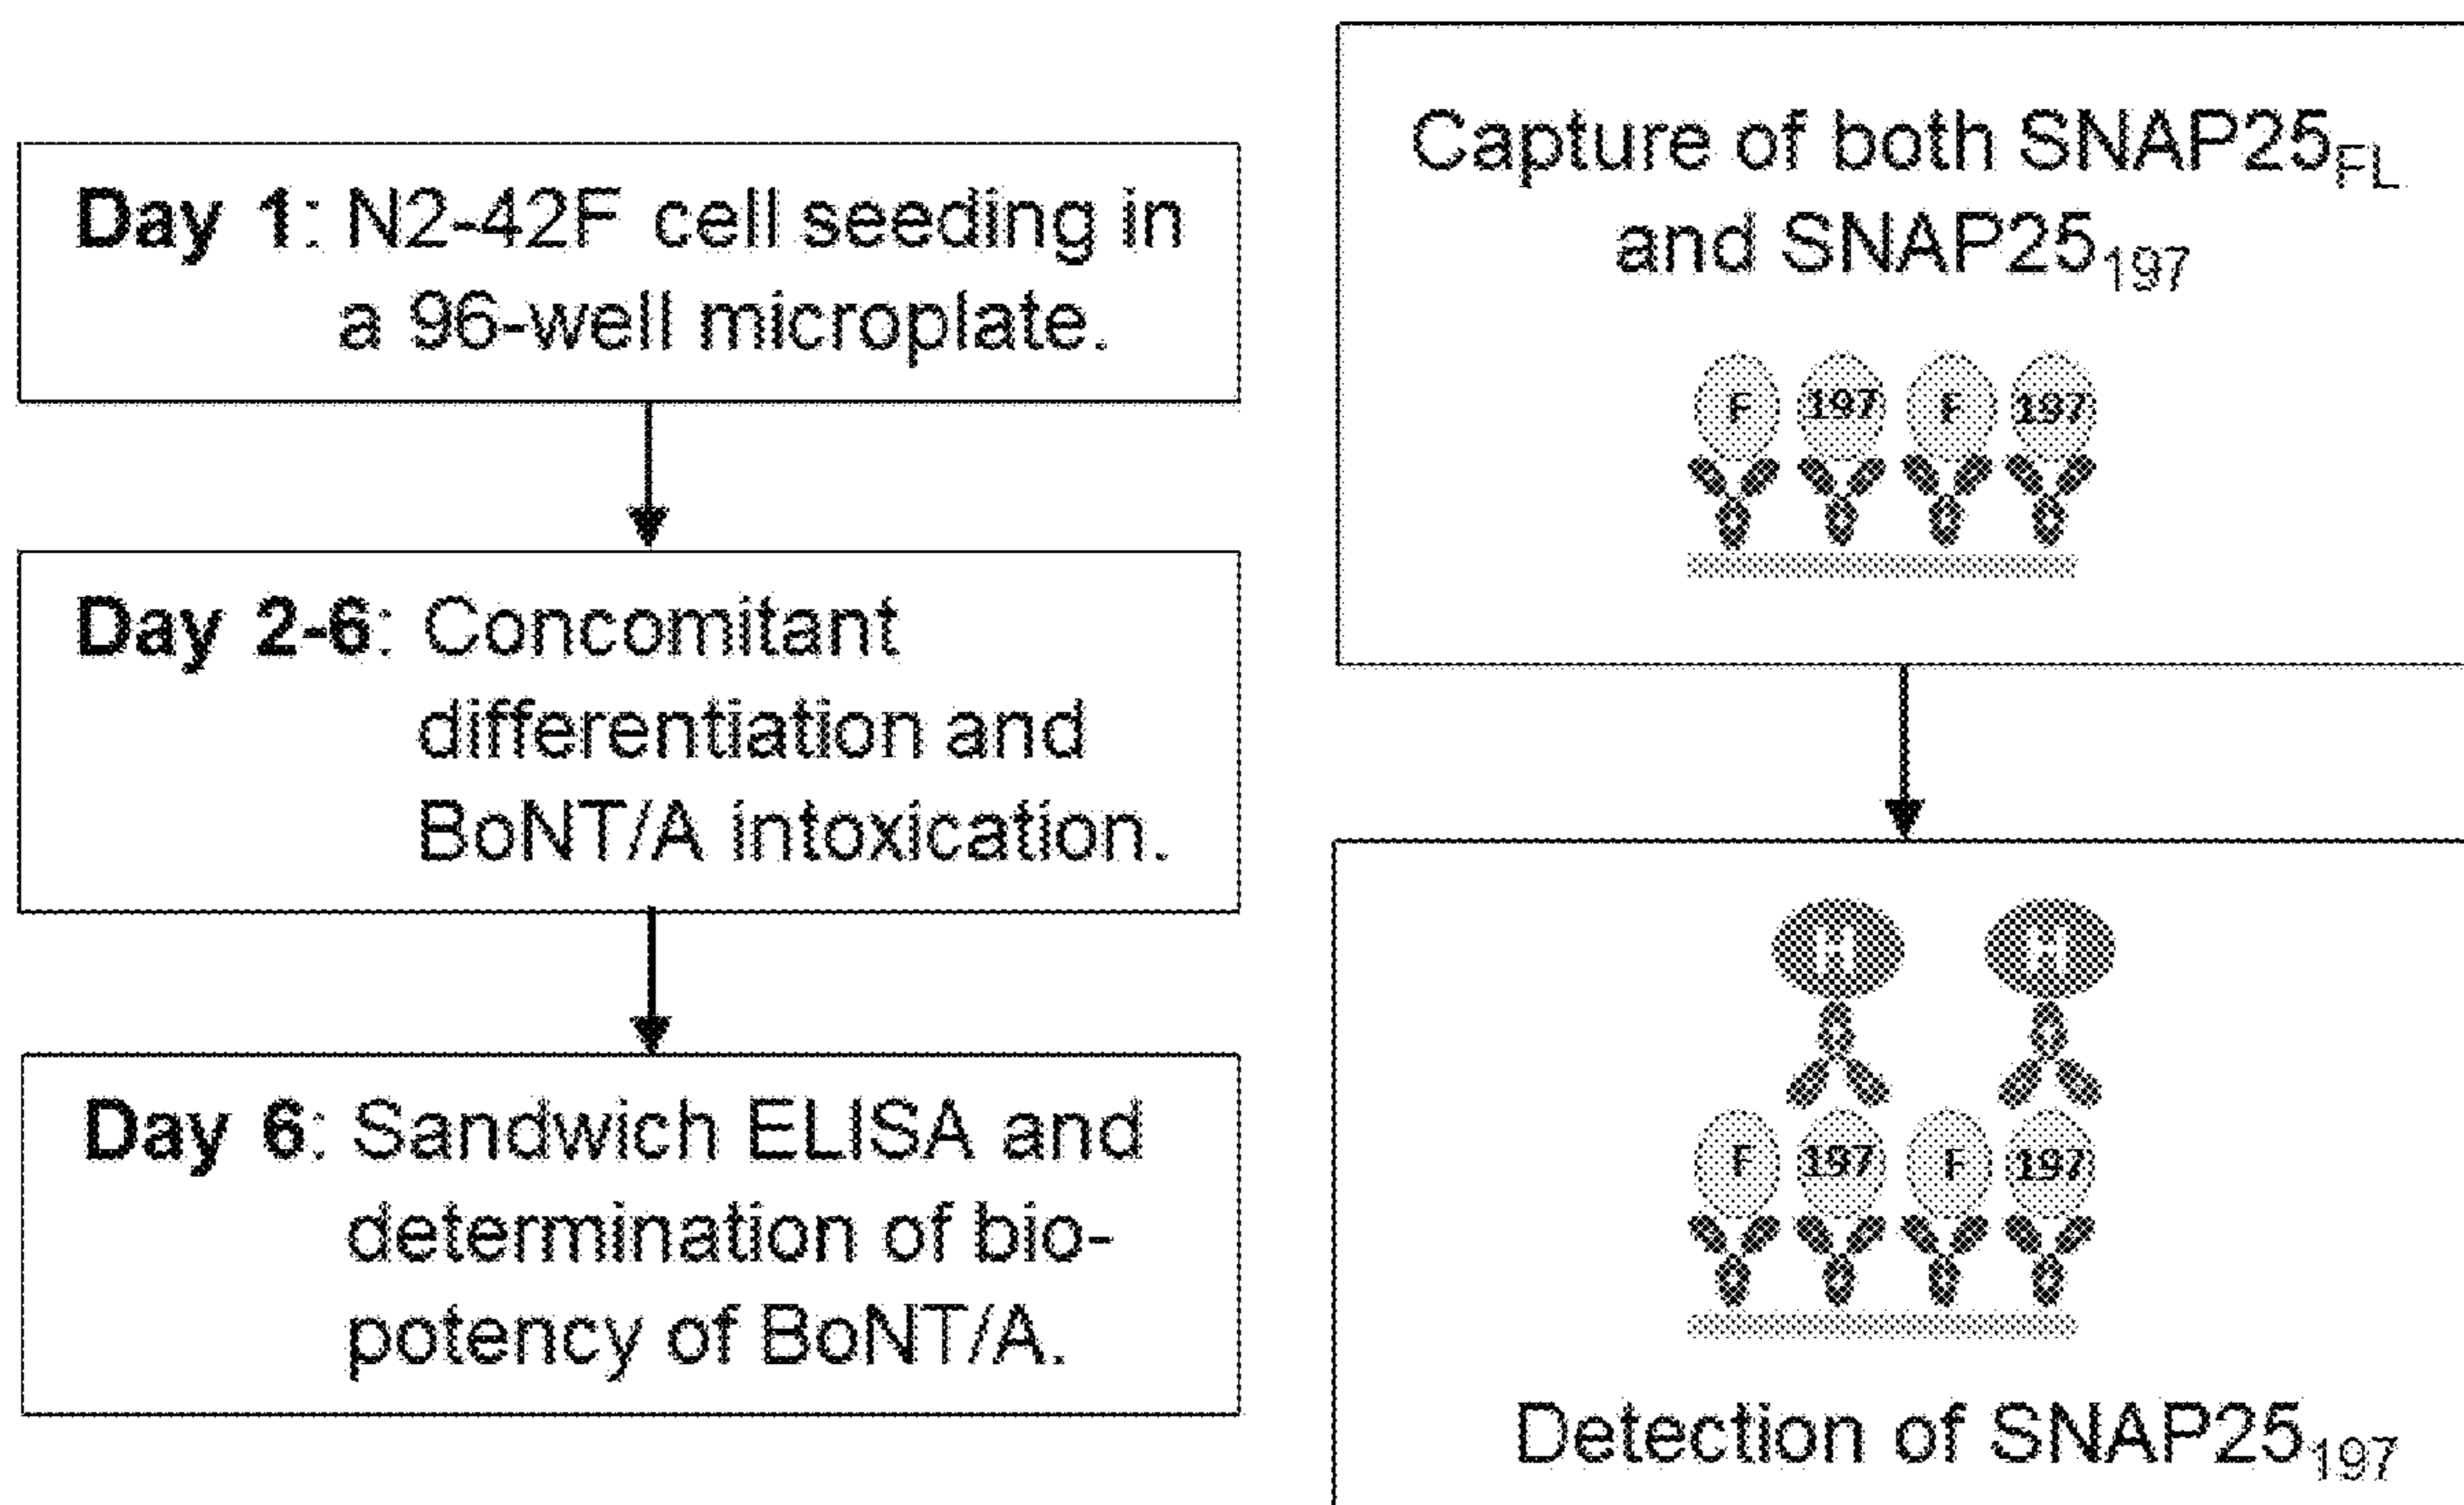 Day 1: N2-42F cell seeding in
a 96-well microplate.
Day 2-6: Concomitant
differentiation and
BoNT/A intoxication.
Day 6: Sandwich ELISA and
determination of bio-
potency of BoNT/A.
Capture of both SNAP25FL
and SNAP25197
F 197 F 197
H H
F 197 F 197
Detection of SNAP25197